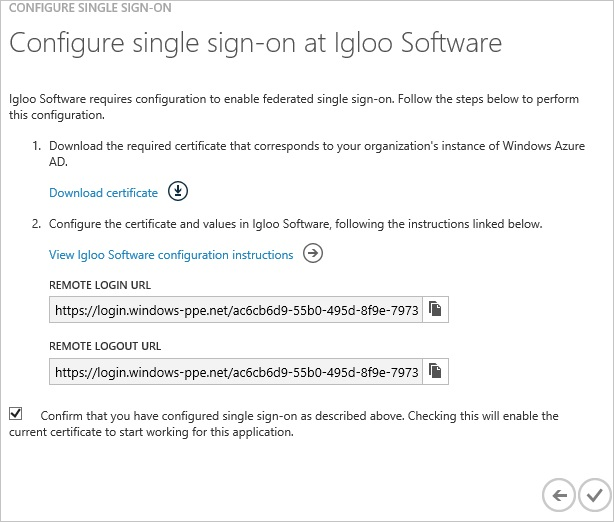 CONFIGURE SINGLE SIGN-ON
Configure single sign-on at Igloo Software
Igloo Software requires configuration to enable federated single sign-on. Follow the steps below to perform
this configuration.
1. Download the required certificate that corresponds to your organization's instance of Windows Azure
AD.
Download certificate
2. Configure the certificate and values in Igloo Software, following the instructions linked below.
View Igloo Software configuration instructions
REMOTE LOGIN URL
https://login.windows-ppe.net/ac6cb6d9-55b0-495d-8f9e-7973
REMOTE LOGOUT URL
https://login.windows-ppe.net/ac6cb6d9-55b0-495d-8f9e-7973
Confirm that you have configured single sign-on as described above. Checking this will enable the
current certificate to start working for this application.